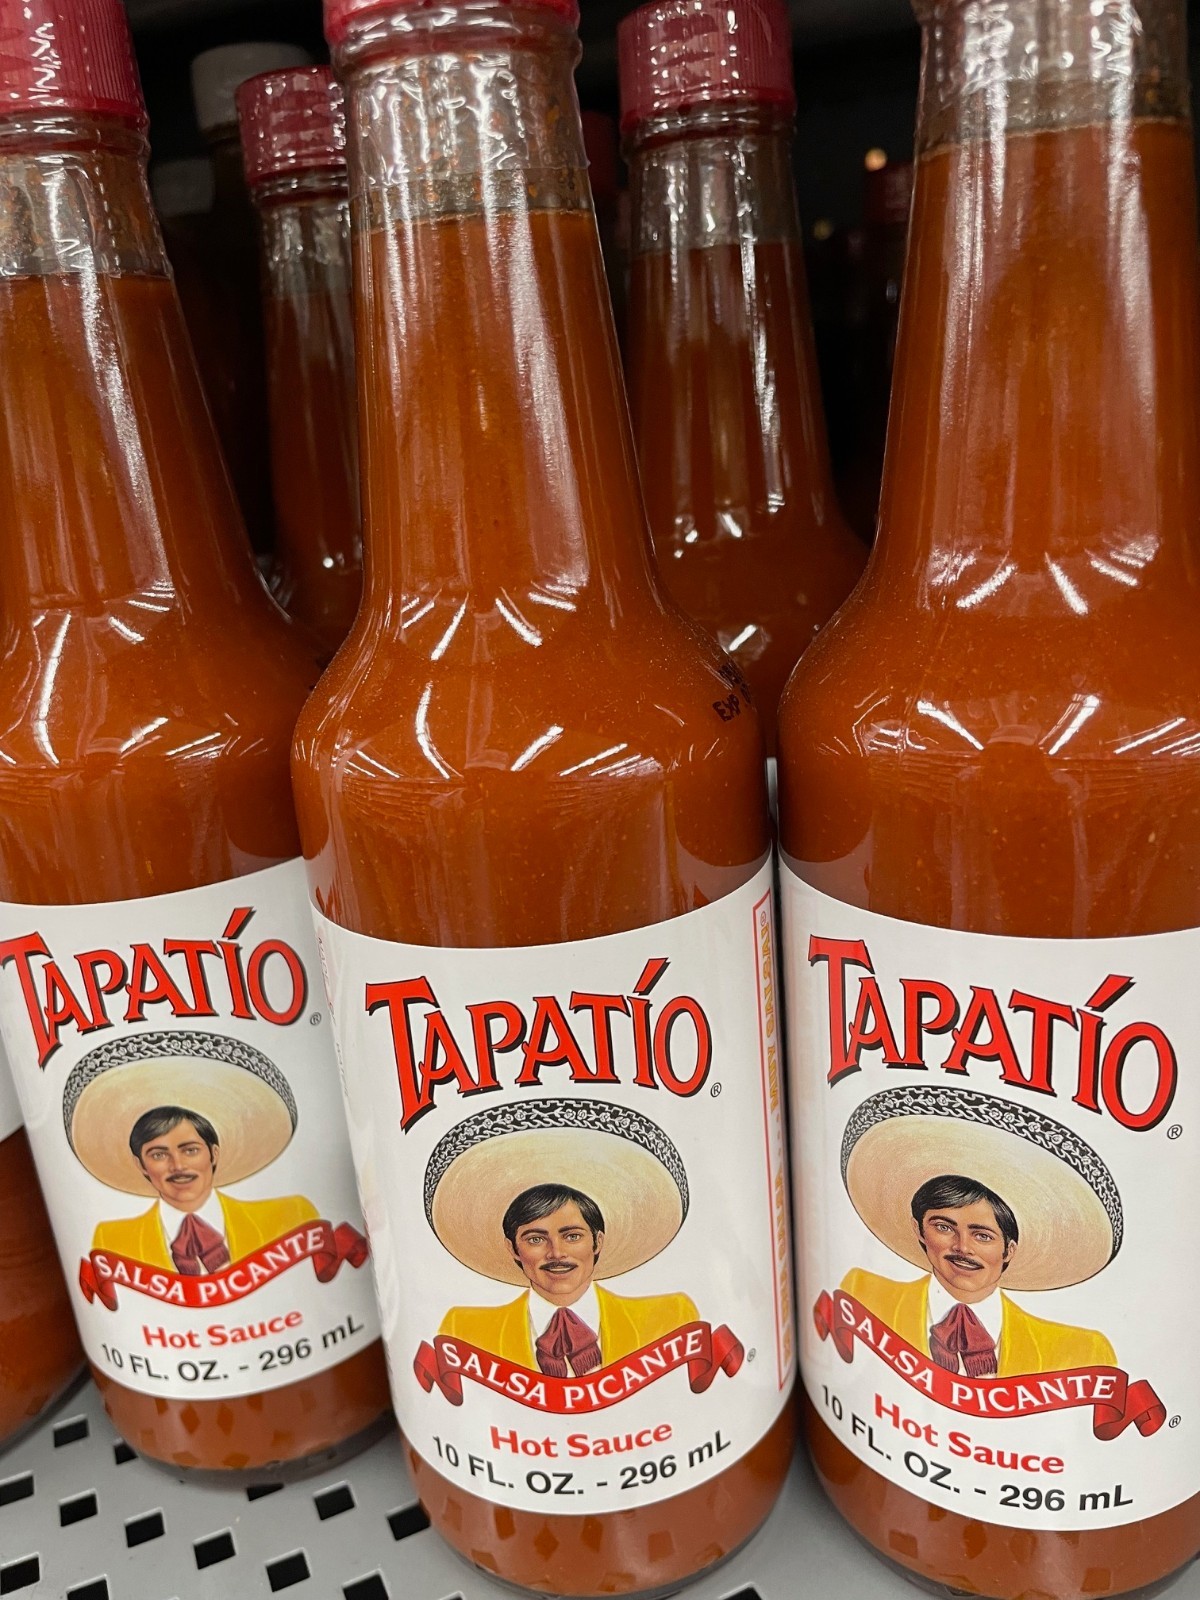 TAPATÍO®
SALSA PICANTE
Hot Sauce
10 FL. OZ. - 296 mL
EXP
TAPATÍO®
SALSA PICANTE®
Hot Sauce
10 FL. OZ. - 296 mL
TAPATÍO®
SALSA PICANTE®
Hot Sauce
10 FL. OZ. - 296 mL